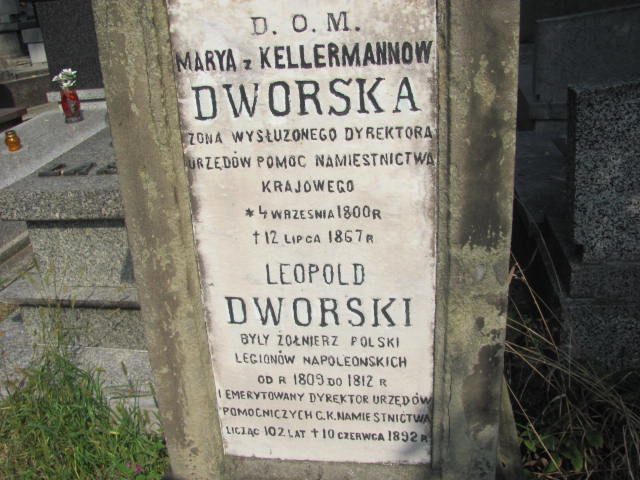 D. O. M.
MARYA z KELLERMANNOW
DWORSKA
ŻONA WYSŁUZONEGO DYREKTORA
URZĘDÓW POMOC NAMIESTNICTWA
KRAJOWEGO
* 4 WRZEŚNIA 1800 R
† 12 LIPCA 1867 R
LEOPOLD
DWORSKI
BYŁY ŻOŁNIERZ POLSKI
LEGIONÓW NAPOLEOŃSKICH
OD R 1809 DO 1812 R
I EMERYTOWANY DYREKTOR URZĘDÓW
POMOCNICZYCH C.K. NAMIESTNICTWA
LICZĄC 102 LAT † 10 CZERWCA 1892 R